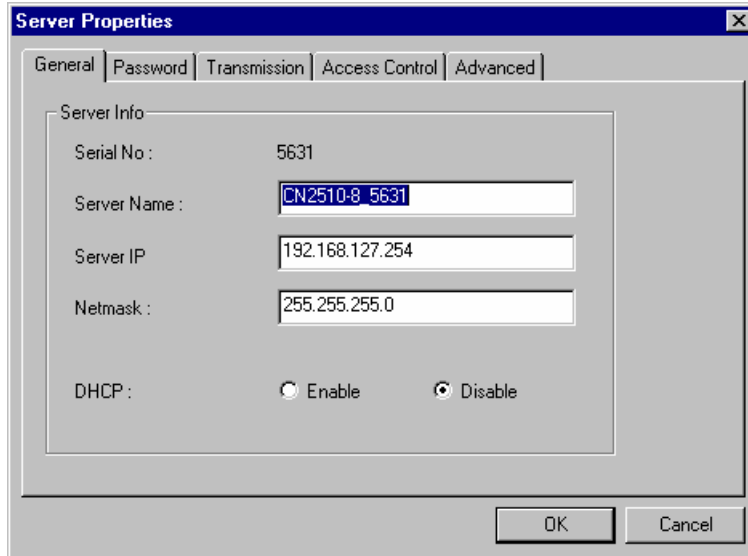 Server Properties
General Password Transmission Access Control Advanced
Server Info
Serial No : 5631
Server Name : CN2510-8_5631
Server IP 192.168.127.254
Netmask : 255.255.255.0
DHCP : Enable Disable
OK Cancel